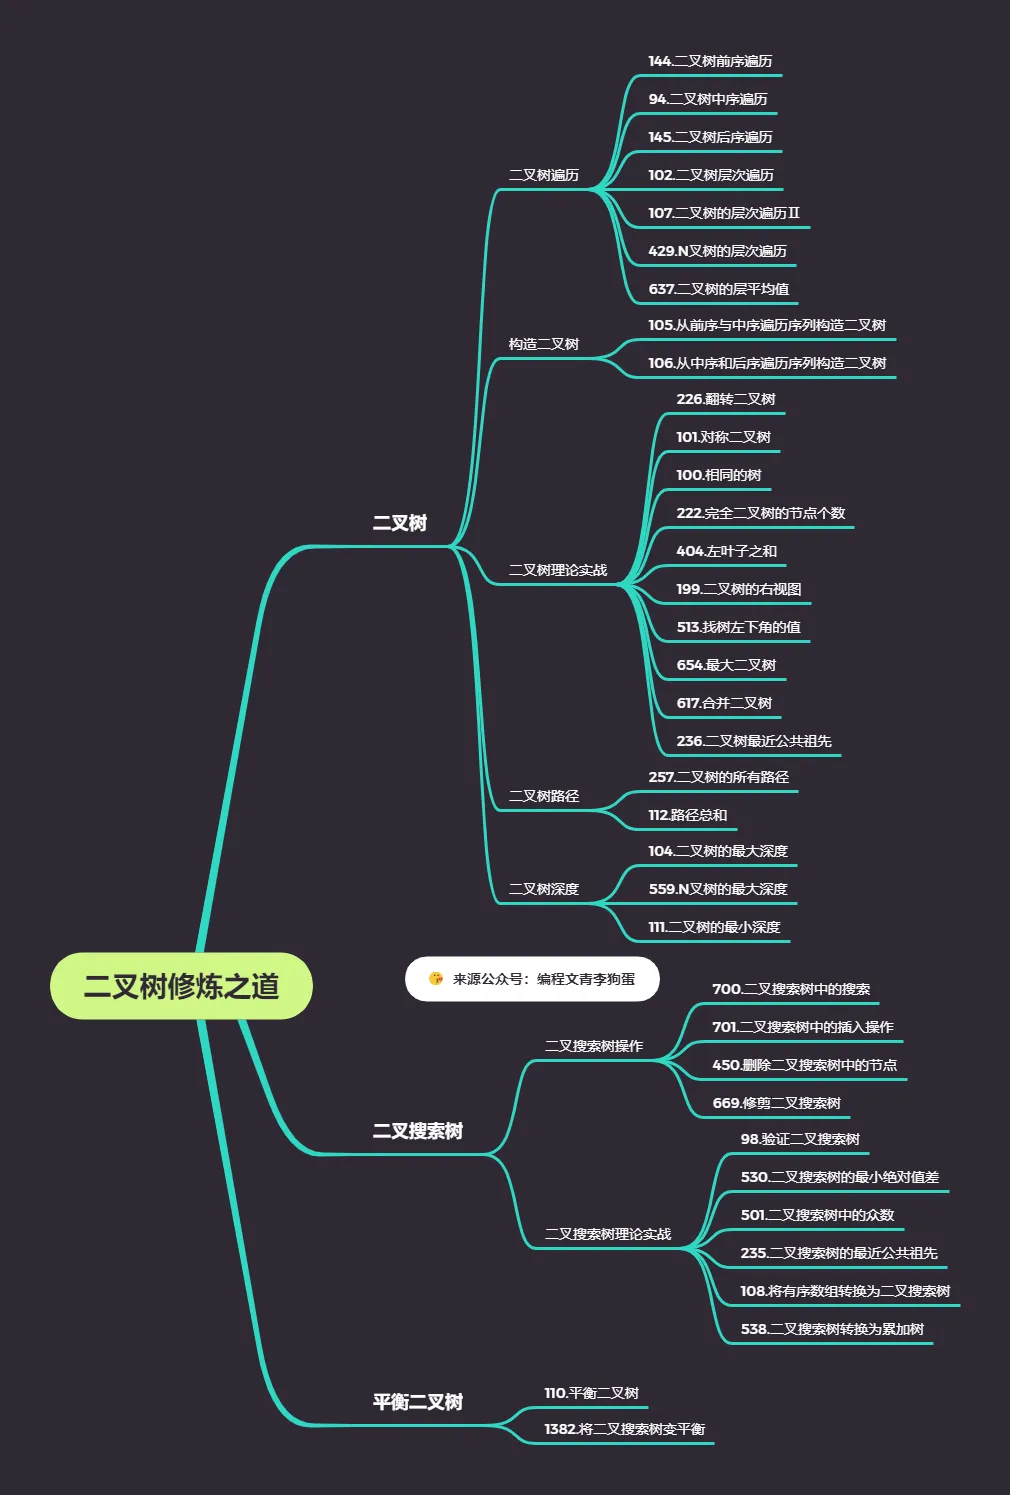 144.二叉树前序遍历
94.二叉树中序遍历
145.二叉树后序遍历
二叉树遍历
102.二叉树层次遍历
107.二叉树的层次遍历Ⅱ
429.N叉树的层次遍历
637.二叉树的层平均值
构造二叉树
105.从前序与中序遍历序列构造二叉树
106.从中序和后序遍历序列构造二叉树
二叉树
226.翻转二叉树
101.对称二叉树
100.相同的树
222.完全二叉树的节点个数
404.左叶子之和
二叉树理论实战
199.二叉树的右视图
513.找树左下角的值
654.最大二叉树
617.合并二叉树
236.二叉树最近公共祖先
二叉树路径
257.二叉树的所有路径
112.路径总和
二叉树深度
104.二叉树的最大深度
559.N叉树的最大深度
111.二叉树的最小深度
二叉树修炼之道
来源公众号：编程文青李狗蛋
700.二叉搜索树中的搜索
701.二叉搜索树中的插入操作
二叉搜索树操作
450.删除二叉搜索树中的节点
669.修剪二叉搜索树
二叉搜索树
98.验证二叉搜索树
530.二叉搜索树的最小绝对值差
501.二叉搜索树中的众数
二叉搜索树理论实战
235.二叉搜索树的最近公共祖先
108.将有序数组转换为二叉搜索树
538.二叉搜索树转换为累加树
平衡二叉树
110.平衡二叉树
1382.将二叉搜索树变平衡